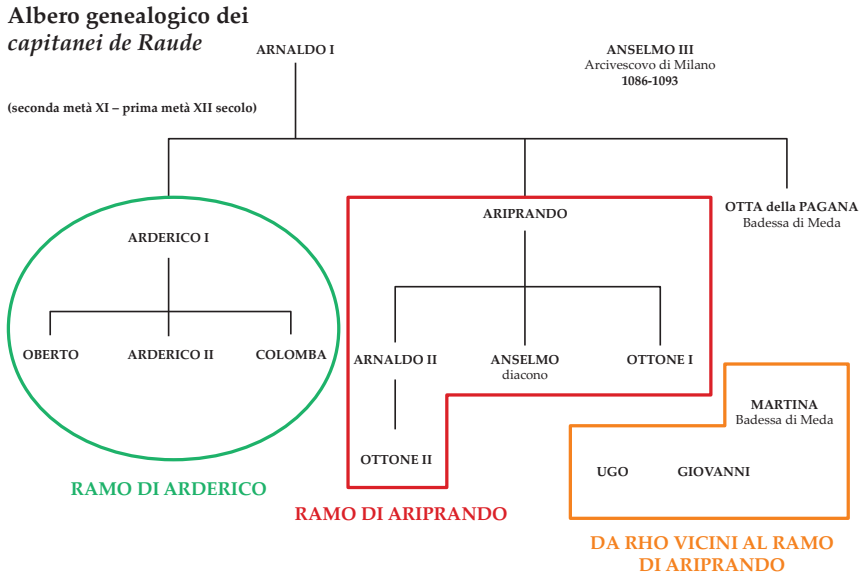 Albero genealogico dei
capitanei de Raude
(seconda metà XI – prima metà XII secolo)
ARNALDO I
ANSELMO III
Arcivescovo di Milano
1086-1093
OTTA della PAGANA
Badessa di Meda
ARDERICO I
OBERTO
ARDERICO II
COLOMBA
RAMO DI ARDERICO
ARIPRANDO
ARNALDO II
ANSELMO
diacono
OTTONE I
OTTONE II
RAMO DI ARIPRANDO
MARTINA
Badessa di Meda
UGO
GIOVANNI
DA RHO VICINI AL RAMO
DI ARIPRANDO